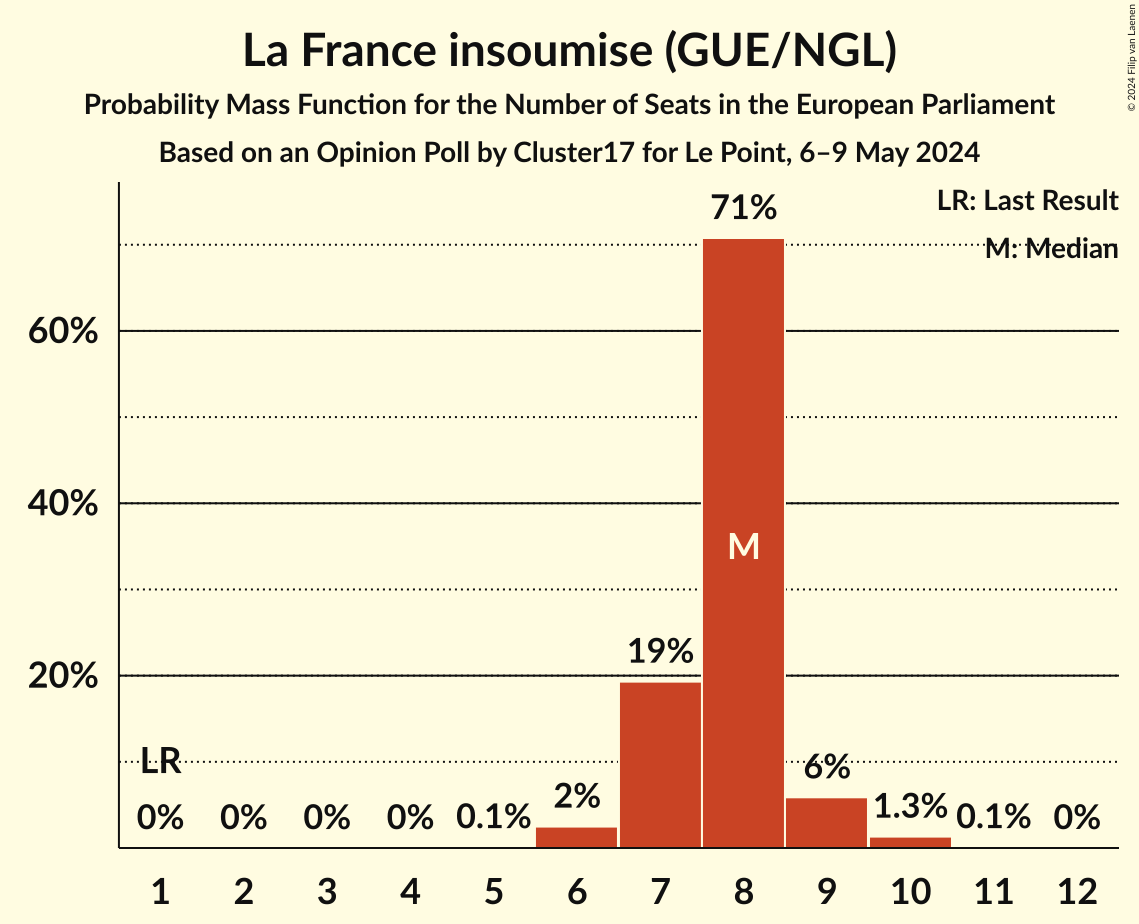 La France insoumise (GUE/NGL)
Probability Mass Function for the Number of Seats in the European Parliament
Based on an Opinion Poll by Cluster17 for Le Point, 6–9 May 2024
© 2024 Filip van Laenen
LR: Last Result
M: Median
71%
60%
40%
M
19%
20%
LR
0%
0%
0%
0%
0.1%
2%
6%
1.3%
0.1%
0%
1 2 3 4 5 6 7 8 9 10 11 12